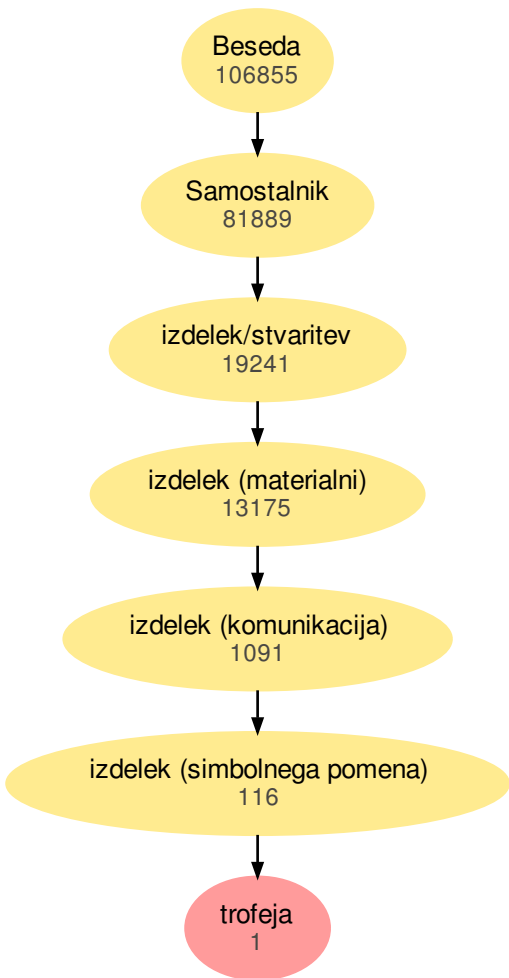 Beseda
106855
Samostalnik
81889
izdelek/stvaritev
19241
izdelek (materialni)
13175
izdelek (komunikacija)
1091
izdelek (simbolnega pomena)
116
trofeja
1